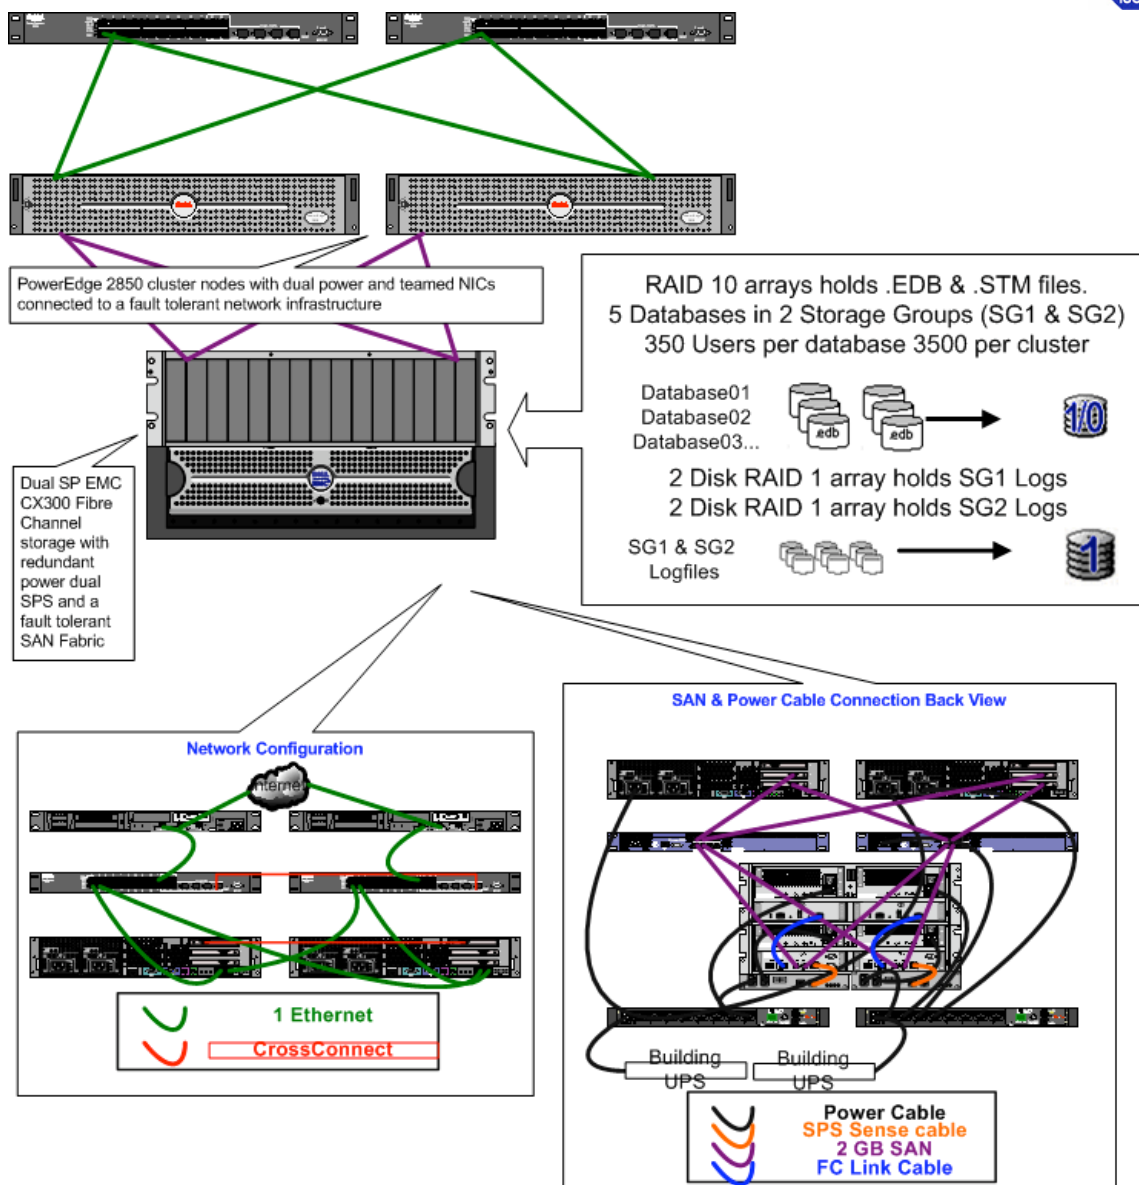 PowerEdge 2850 cluster nodes with dual power and teamed NICs
connected to a fault tolerant network infrastructure
RAID 10 arrays holds .EDB & .STM files.
5 Databases in 2 Storage Groups (SG1 & SG2)
350 Users per database 3500 per cluster
Database01
Database02
Database03...
.edb
.edb
1/0
2 Disk RAID 1 array holds SG1 Logs
2 Disk RAID 1 array holds SG2 Logs
SG1 & SG2
Logfiles
1
Dual SP EMC
CX300 Fibre
Channel
storage with
redundant
power dual
SPS and a
fault tolerant
SAN Fabric
Network Configuration
Internet
1 Ethernet
CrossConnect
SAN & Power Cable Connection Back View
Building
UPS
Building
UPS
Power Cable
SPS Sense cable
2 GB SAN
FC Link Cable